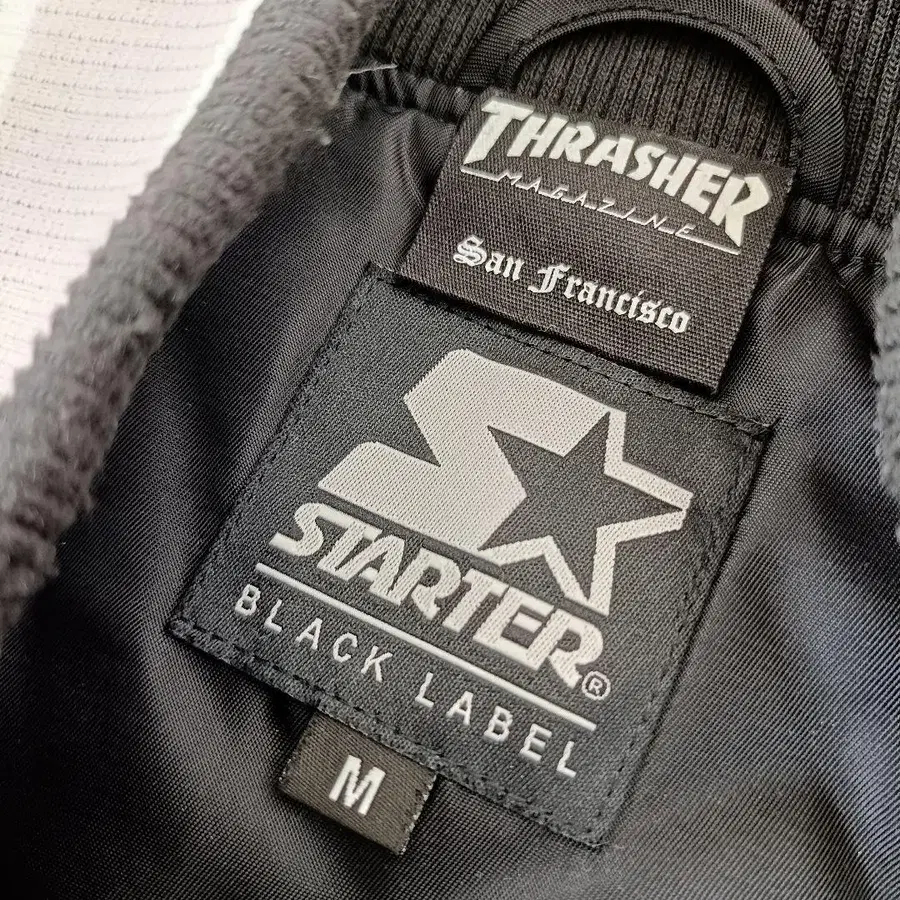 THRASHER
MAGAZINE
San Francisco
STARTER®
BLACK LABEL
M